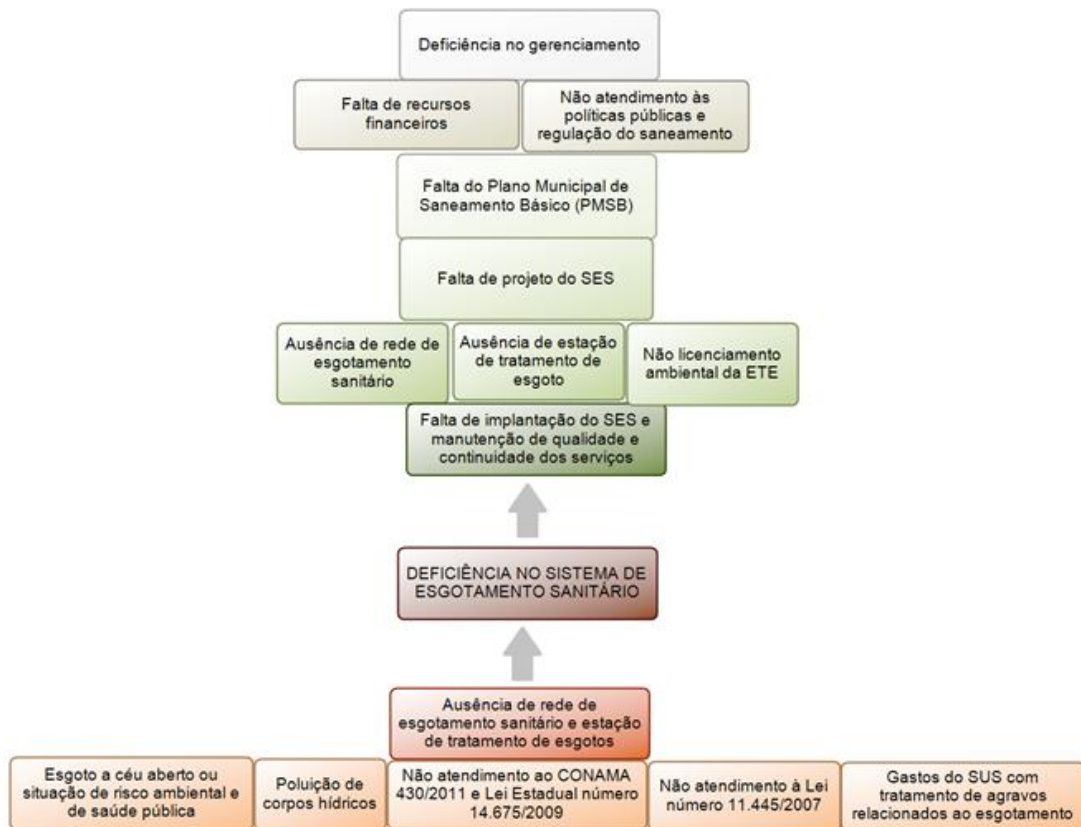 Deficiência no gerenciamento
Falta de recursos
financeiros
Não atendimento às
políticas públicas e
regulação do saneamento
Falta do Plano Municipal de
Saneamento Básico (PMSB)
Falta de projeto do SES
Ausência de rede de
esgotamento
sanitário
Ausência de estação
de tratamento de
esgoto
Não licenciamento
ambiental da ETE
Falta de implantação do SES e
manutenção de qualidade e
continuidade dos serviços
DEFICIÊNCIA NO SISTEMA DE
ESGOTAMENTO SANITÁRIO
Ausência de rede de
esgotamento sanitário e estação
de tratamento de esgotos
Esgoto a céu aberto ou
situação de risco ambiental e
de saúde pública
Poluição de
corpos hídricos
Não atendimento ao CONAMA
430/2011 e Lei Estadual número
14.675/2009
Não atendimento à Lei
número 11.445/2007
Gastos do SUS com
tratamento de agravos
relacionados ao esgotamento